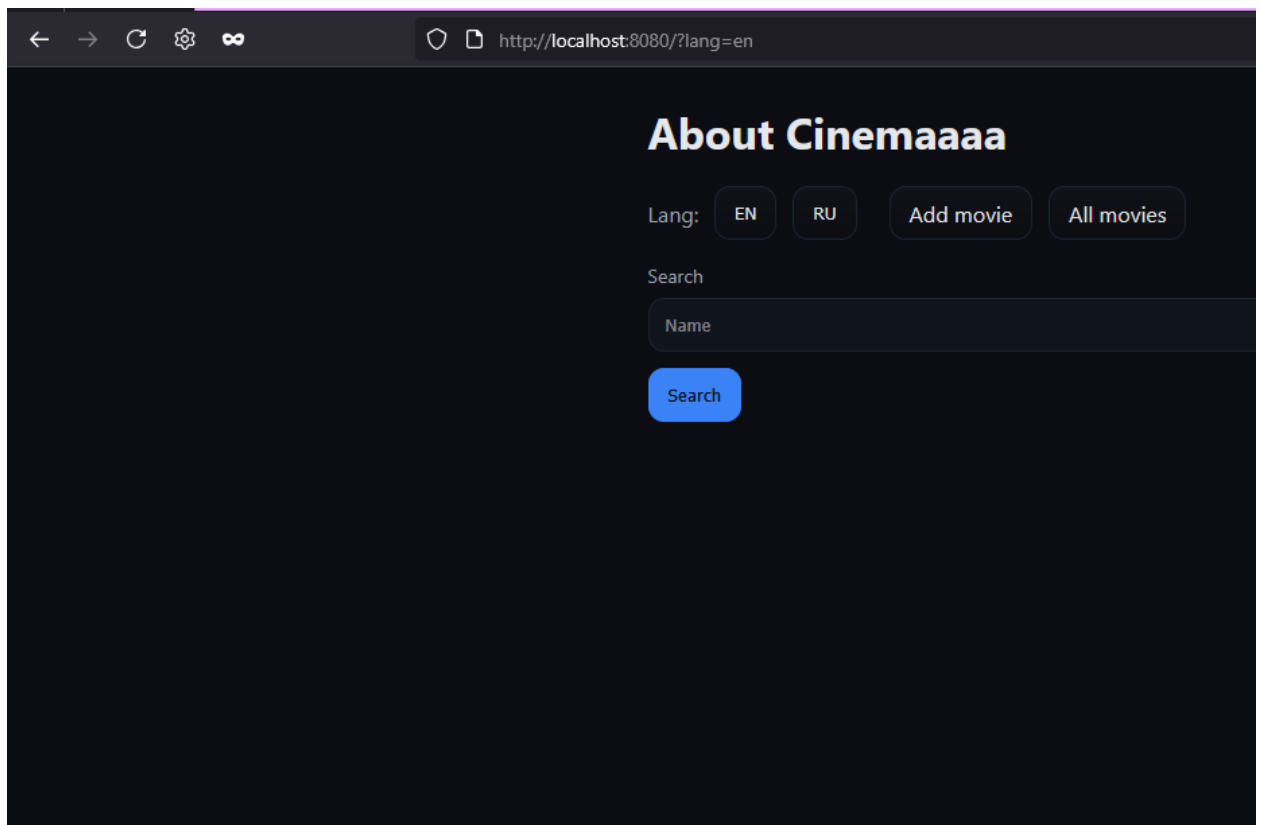 http://localhost:8080/?lang=en
About Cinemaaaa
Lang: EN RU Add movie All movies
Search
Name
Search